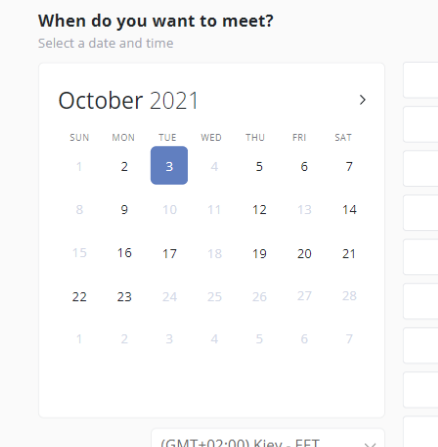 When do you want to meet?
Select a date and time
October 2021
SUN MON TUE WED THU FRI SAT
1 2 3 4 5 6 7
8 9 10 11 12 13 14
15 16 17 18 19 20 21
22 23 24 25 26 27 28
1 2 3 4 5 6 7
(GMT+02:00) Kiev - EET